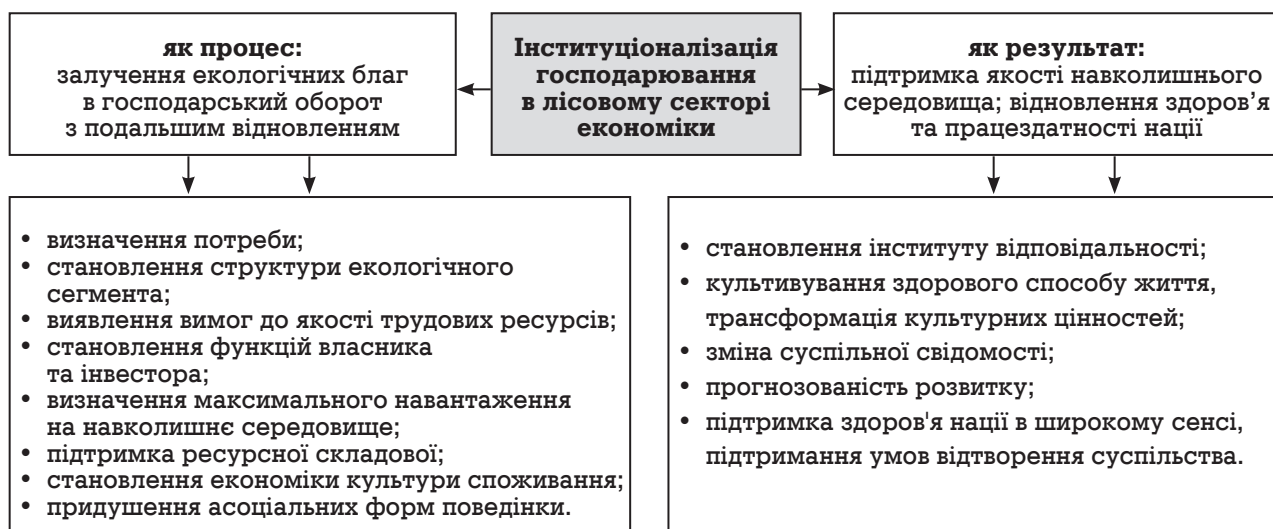 як процес:
залучення екологічних благ
в господарський оборот
з подальшим відновленням
Інституціоналізація
господарювання
в лісовому секторі
економіки
як результат:
підтримка якості навколишнього
середовища; відновлення здоров’я
та працездатності нації
• визначення потреби;
• становлення структури екологічного
сегмента;
• виявлення вимог до якості трудових ресурсів;
• становлення функцій власника
та інвестора;
• визначення максимального навантаження
на навколишнє середовище;
• підтримка ресурсної складової;
• становлення економіки культури споживання;
• придушення асоціальних форм поведінки.
• становлення інституту відповідальності;
• культивування здорового способу життя,
трансформація культурних цінностей;
• зміна суспільної свідомості;
• прогнозованість розвитку;
• підтримка здоров'я нації в широкому сенсі,
підтримання умов відтворення суспільства.